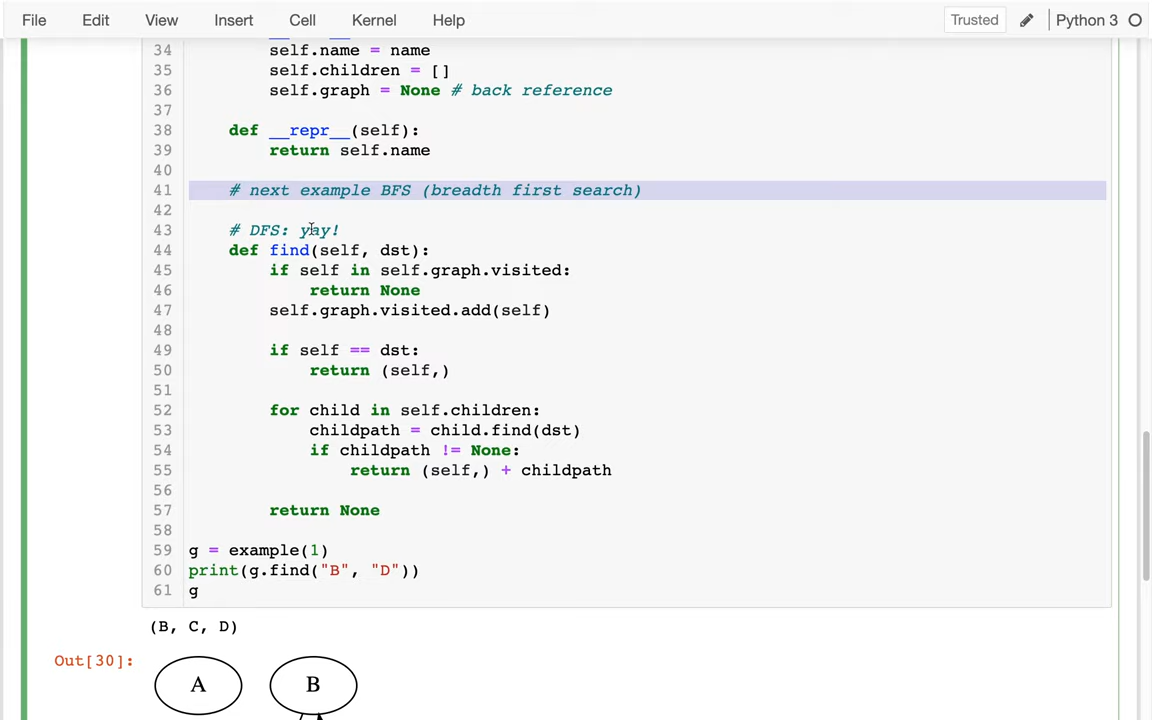 File Edit View Insert Cell Kernel Help Trusted Python 3
34 self.name = name
35 self.children = []
36 self.graph = None # back reference
37
38 def __repr__(self):
39 return self.name
40
41 # next example BFS (breadth first search)
42
43 # DFS: yay!
44 def find(self, dst):
45 if self in self.graph.visited:
46 return None
47 self.graph.visited.add(self)
48
49 if self == dst:
50 return (self,)
51
52 for child in self.children:
53 childpath = child.find(dst)
54 if childpath != None:
55 return (self,) + childpath
56
57 return None
58
59 g = example(1)
60 print(g.find("B", "D"))
61 g
(B, C, D)
Out[30]:
A B